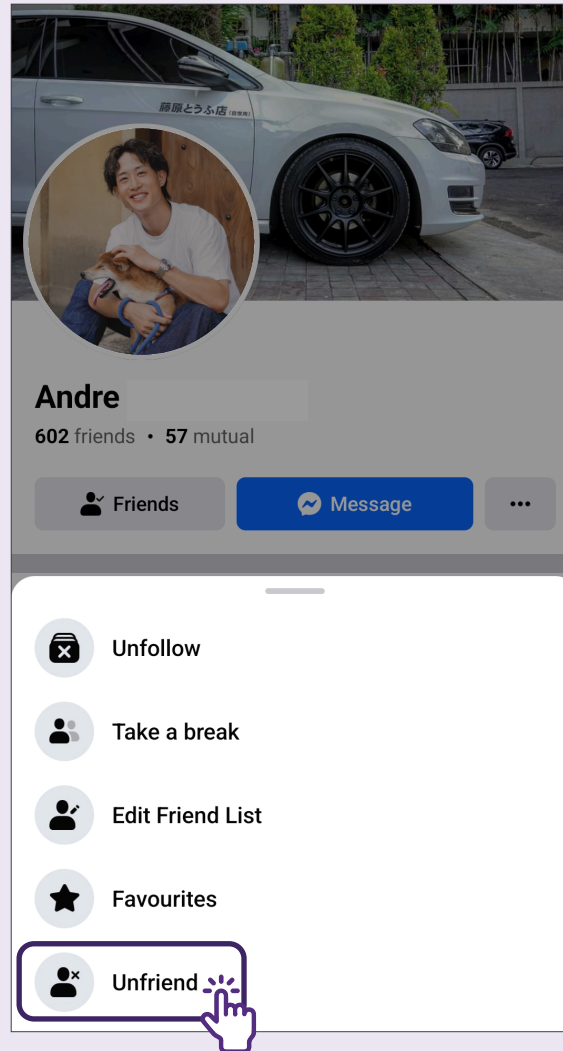 藤原とうふ店
Andre
602 friends • 57 mutual
Friends
Message
Unfollow
Take a break
Edit Friend List
Favourites
Unfriend